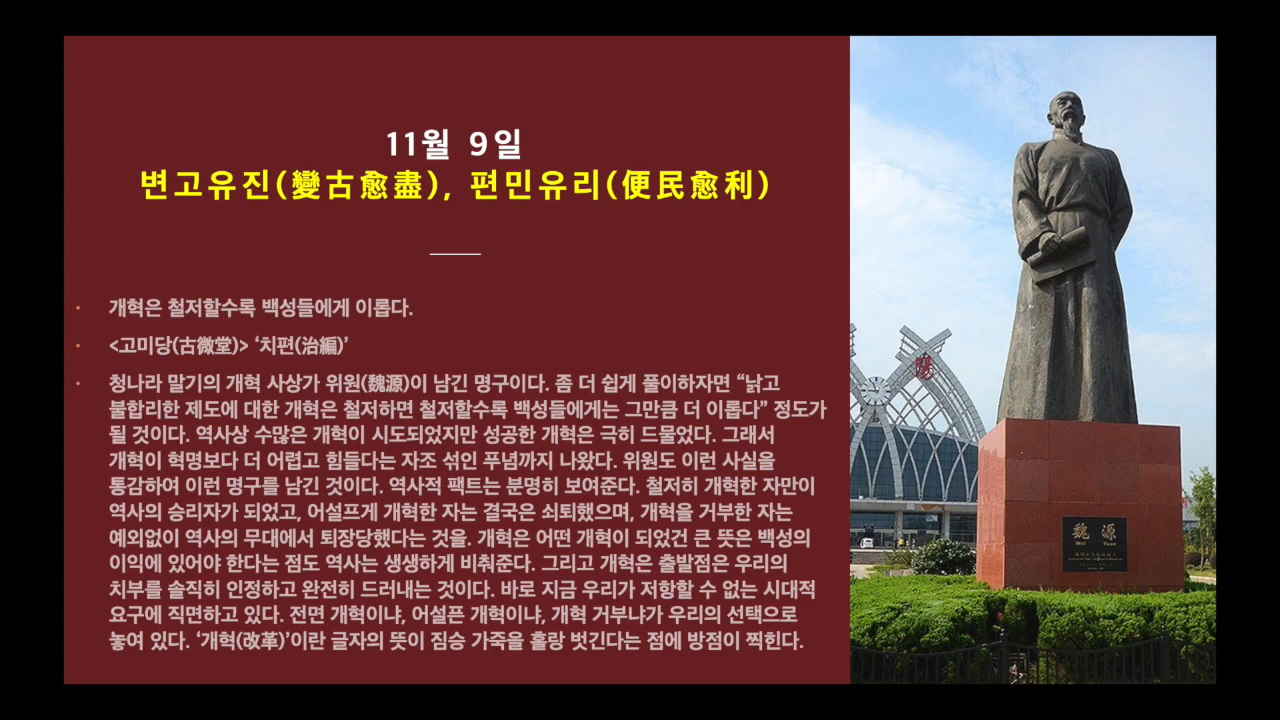 11월 9일
변고유진(變古愈盡), 편민유리(便民愈利)
• 개혁은 철저할수록 백성들에게 이롭다.
• <고미당(古微堂)> ‘치편(治編)’
• 청나라 말기의 개혁 사상가 위원(魏源)이 남긴 명구이다. 좀 더 쉽게 풀이하자면 “낡고
불합리한 제도에 대한 개혁은 철저하면 철저할수록 백성들에게는 그만큼 더 이롭다” 정도가
될 것이다. 역사상 수많은 개혁이 시도되었지만 성공한 개혁은 극히 드물었다. 그래서
개혁이 혁명보다 더 어렵고 힘들다는 자조 섞인 푸념까지 나왔다. 위원도 이런 사실을
통감하여 이런 명구를 남긴 것이다. 역사적 팩트는 분명히 보여준다. 철저히 개혁한 자만이
역사의 승리자가 되었고, 어설프게 개혁한 자는 결국은 쇠퇴했으며, 개혁을 거부한 자는
예외없이 역사의 무대에서 퇴장당했다는 것을. 개혁은 어떤 개혁이 되었건 큰 뜻은 백성의
이익에 있어야 한다는 점도 역사는 생생하게 비춰준다. 그리고 개혁은 출발점은 우리의
치부를 솔직히 인정하고 완전히 드러내는 것이다. 바로 지금 우리가 저항할 수 없는 시대적
요구에 직면하고 있다. 전면 개혁이냐, 어설픈 개혁이냐, 개혁 거부냐가 우리의 선택으로
놓여 있다. ‘개혁(改革)’이란 글자의 뜻이 짐승 가죽을 홀랑 벗긴다는 점에 방점이 찍힌다.
魏 源
Wei Yuan